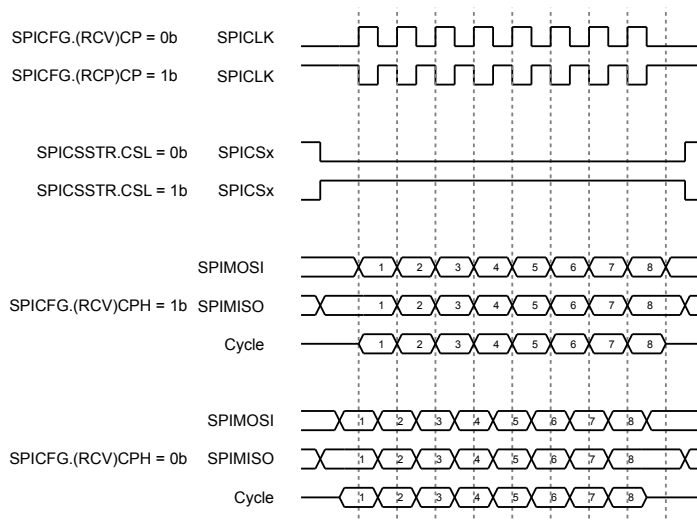 SPICFG.(RCV)CP = 0b SPICLK
SPICFG.(RCP)CP = 1b SPICLK
SPICSSTR.CSL = 0b SPICSx
SPICSSTR.CSL = 1b SPICSx
SPIMOSI 1 2 3 4 5 6 7 8
SPICFG.(RCV)CPH = 1b SPIMISO 1 2 3 4 5 6 7 8
Cycle 1 2 3 4 5 6 7 8
SPIMOSI 1 2 3 4 5 6 7 8
SPICFG.(RCV)CPH = 0b SPIMISO 1 2 3 4 5 6 7 8
Cycle 1 2 3 4 5 6 7 8